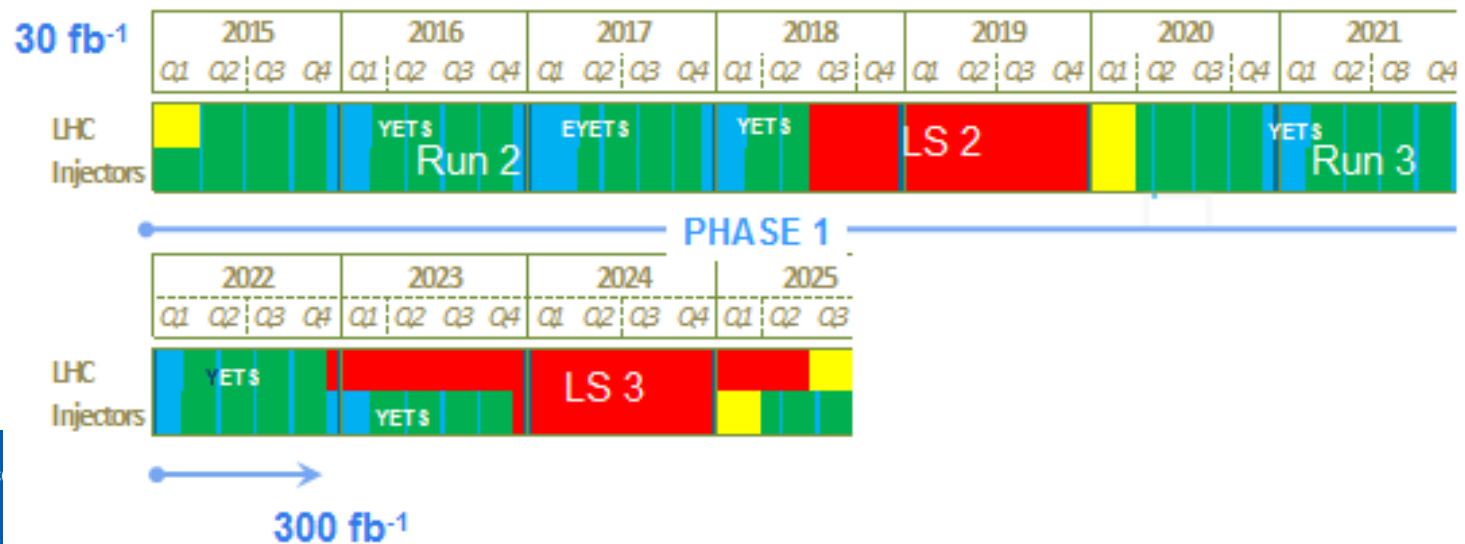 30 fb-1
2015 2016 2017 2018 2019 2020 2021
Q1 Q2 Q3 Q4 Q1 Q2 Q3 Q4 Q1 Q2 Q3 Q4 Q1 Q2 Q3 Q4 Q1 Q2 Q3 Q4 Q1 Q2 Q3 Q4 Q1 Q2 Q3 Q4
LHC YETS EYETS YETS LS 2 YETS
Injectors Run 2 Run 3
PHASE 1
2022 2023 2024 2025
Q1 Q2 Q3 Q4 Q1 Q2 Q3 Q4 Q1 Q2 Q3 Q4 Q1 Q2 Q3
LHC YETS LS 3
Injectors YETS
300 fb-1